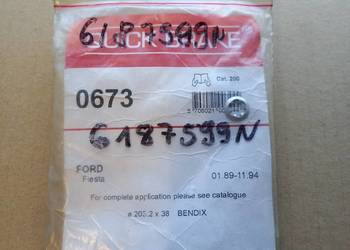 6187599N
QUICK BRAKE
Cat. 200
0673
6187599N
FORD
Fiesta
01.89-11.94
For complete application please see catalogue
ø 203.2 x 38 BENDIX